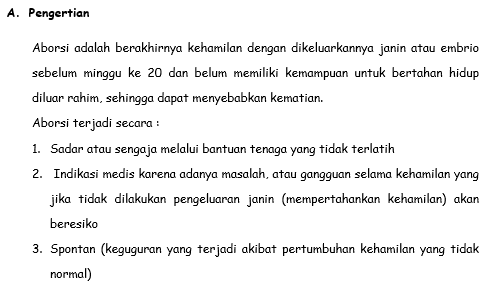 A. Pengertian
Aborsi adalah berakhirnya kehamilan dengan dikeluarkannya janin atau embrio
sebelum minggu ke 20 dan belum memiliki kemampuan untuk bertahan hidup
diluar rahim, sehingga dapat menyebabkan kematian.
Aborsi terjadi secara :
1. Sadar atau sengaja melalui bantuan tenaga yang tidak terlatih
2. Indikasi medis karena adanya masalah, atau gangguan selama kehamilan yang
jika tidak dilakukan pengeluaran janin (mempertahankan kehamilan) akan
beresiko
3. Spontan (keguguran yang terjadi akibat pertumbuhan kehamilan yang tidak
normal)